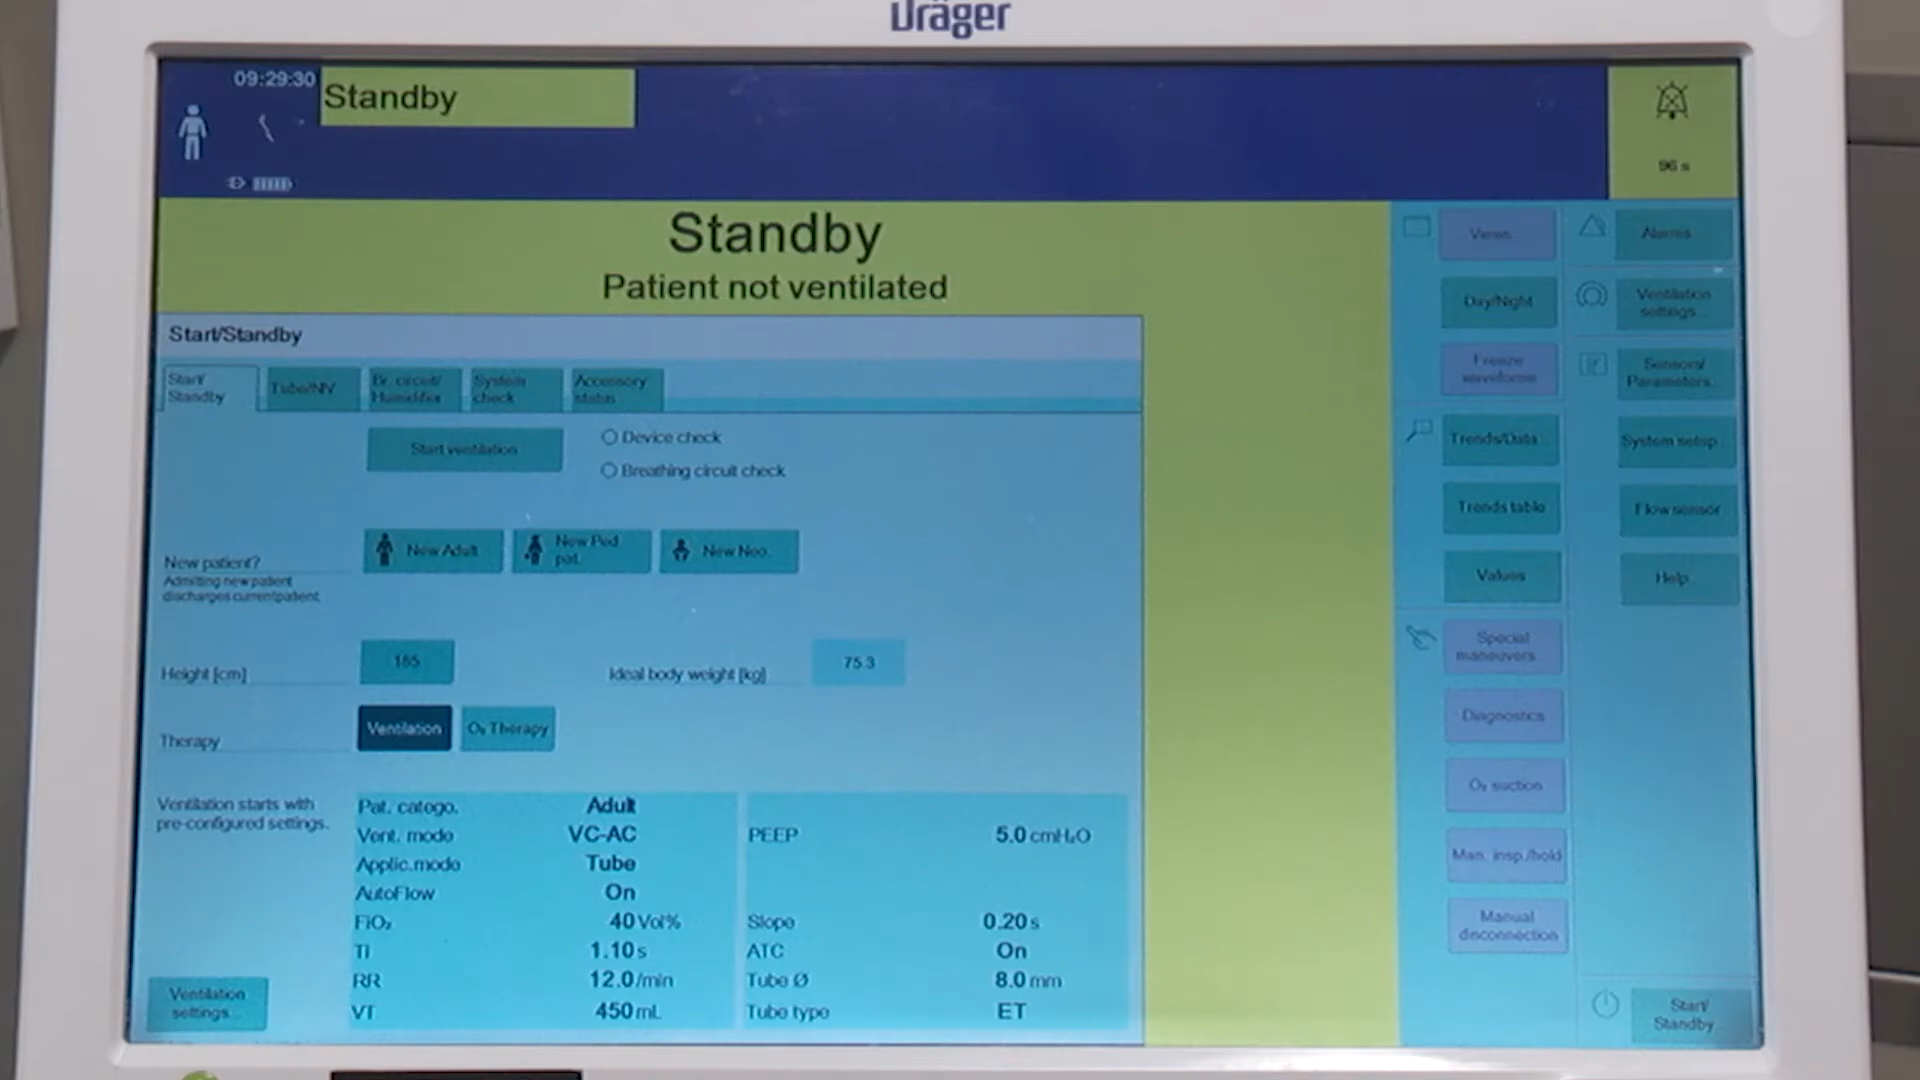 Dräger
09:29:30
Standby
96 s
Standby
Patient not ventilated
Start/Standby
Start/
Standby
Tube/NIV
Br. circuit/
Humidifier
System
check
Accessory
status
Start ventilation
Device check
Breathing circuit check
New patient?
Admitting new patient
discharges current patient.
New Adult
New Ped
pat.
New Neo.
Height [cm]
185
Ideal body weight [kg]
75.3
Therapy
Ventilation
O₂ Therapy
Ventilation starts with
pre-configured settings.
Pat. catego. Adult
Vent. mode VC-AC
Applic.mode Tube
AutoFlow On
FiO₂ 40 Vol%
Ti 1.10 s
RR 12.0 /min
VT 450 mL
PEEP 5.0 cmH₂O
Slope 0.20 s
ATC On
Tube Ø 8.0 mm
Tube type ET
Ventilation
settings...
Views
Day/Night
Freeze
waveforms
Trends/Data...
Trends table
Values
Special
maneuvers...
Diagnostics
O₂ suction
Man. insp./hold
Manual
disconnection
Alarms
Ventilation
settings...
Sensors/
Parameters...
System setup...
Flow sensor
Help...
Start/
Standby...